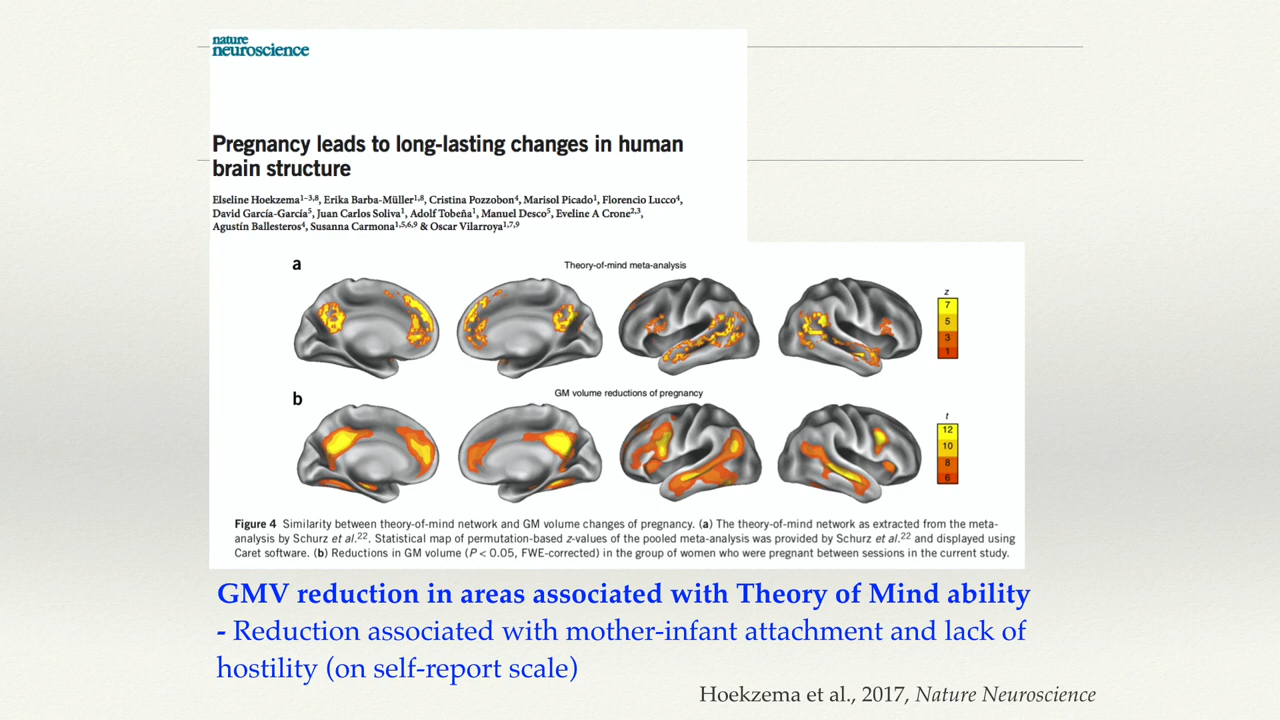 nature
neuroscience
Pregnancy leads to long-lasting changes in human
brain structure
Elseline Hoekzema1–3,8, Erika Barba-Müller1,8, Cristina Pozzobon4, Marisol Picado1, Florencio Lucco4,
David García-García5, Juan Carlos Soliva1, Adolf Tobeña1, Manuel Desco5, Eveline A Crone2,3,
Agustín Ballesteros4, Susanna Carmona1,5,6,9 & Oscar Vilarroya1,7,9
a
Theory-of-mind meta-analysis
z
7
5
3
1
b
GM volume reductions of pregnancy
t
12
10
8
6
Figure 4 Similarity between theory-of-mind network and GM volume changes of pregnancy. (a) The theory-of-mind network as extracted from the meta-
analysis by Schurz et al.22. Statistical map of permutation-based z-values of the pooled meta-analysis was provided by Schurz et al.22 and displayed using
Caret software. (b) Reductions in GM volume (P < 0.05, FWE-corrected) in the group of women who were pregnant between sessions in the current study.
GMV reduction in areas associated with Theory of Mind ability
- Reduction associated with mother-infant attachment and lack of
hostility (on self-report scale)
Hoekzema et al., 2017, Nature Neuroscience